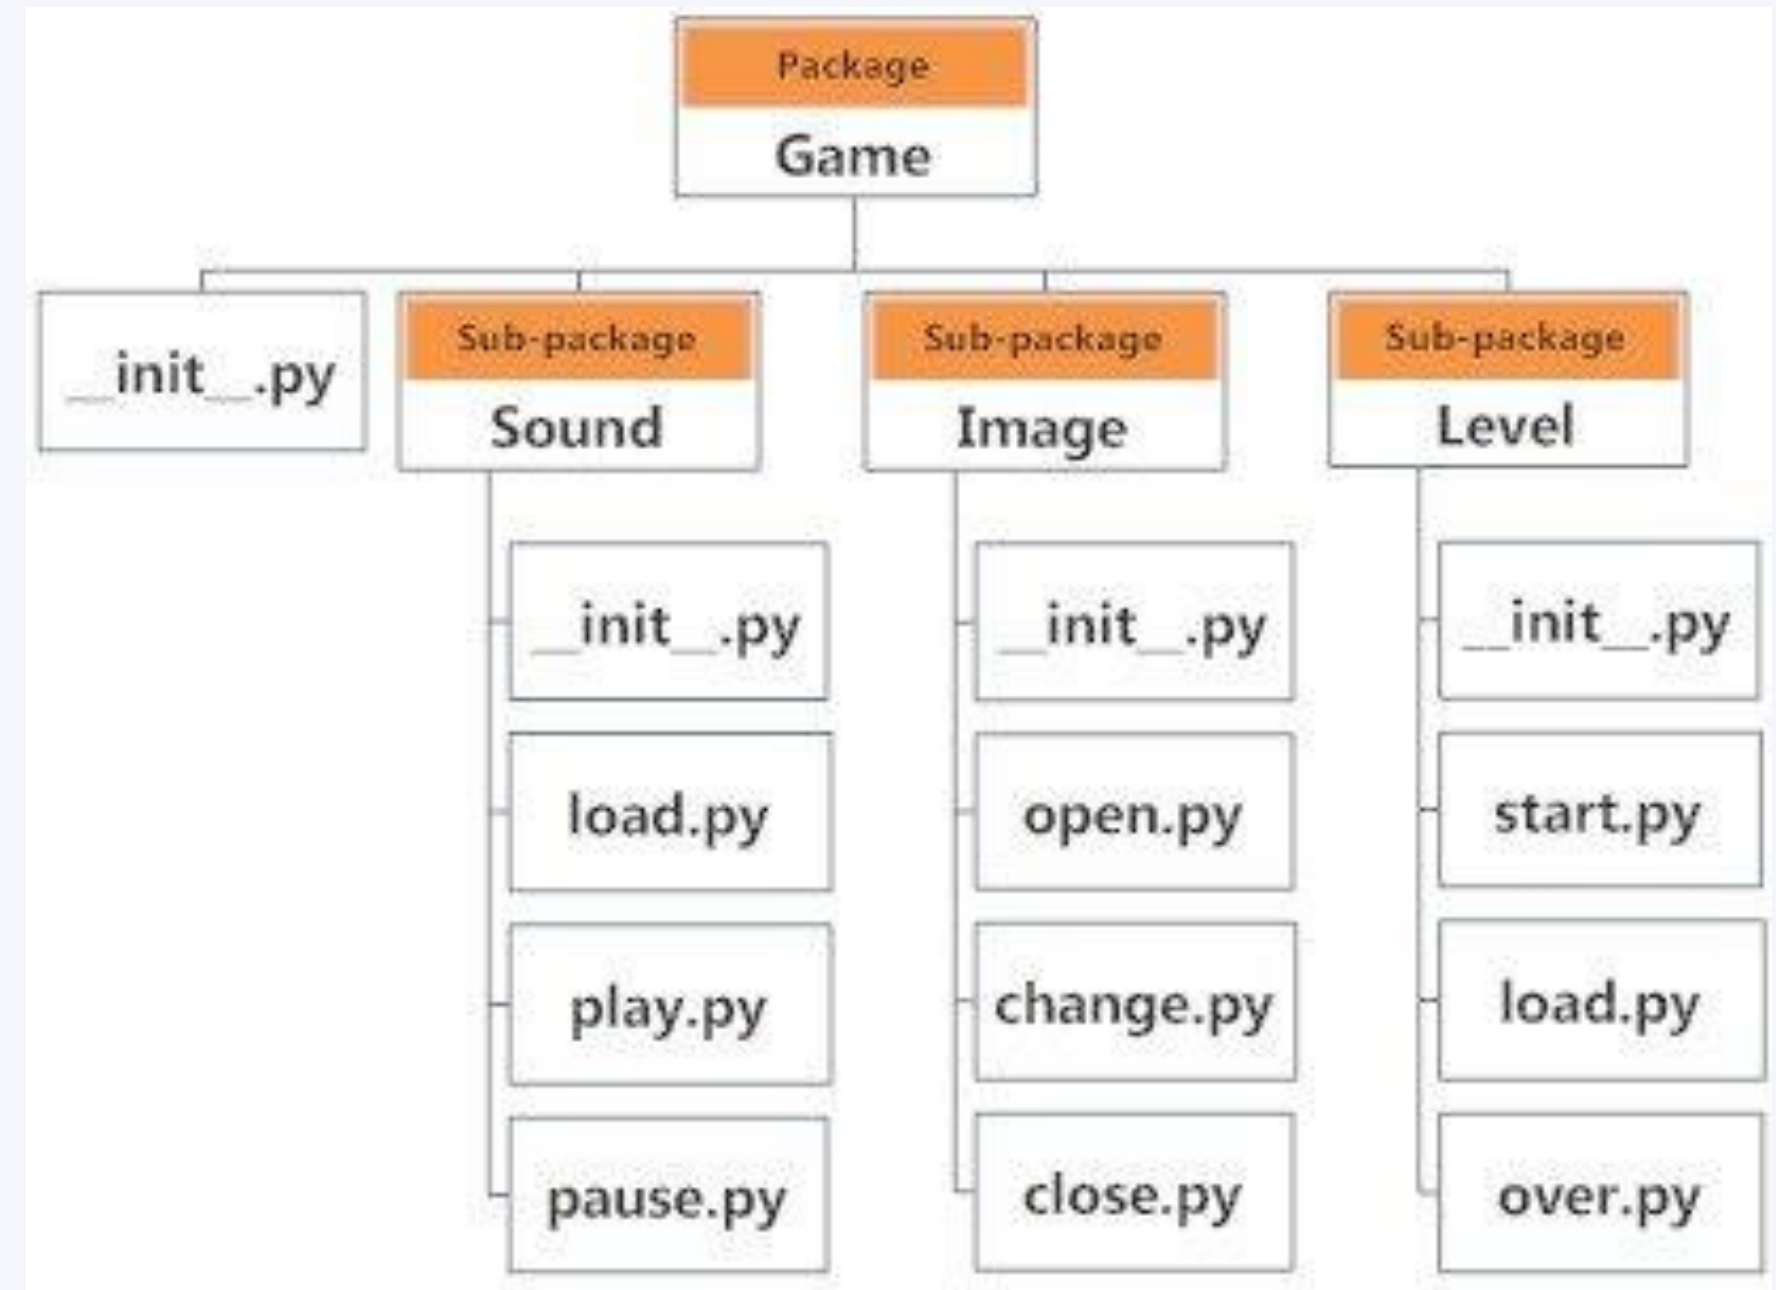 Package
Game
__init__.py
Sub-package
Sound
Sub-package
Image
Sub-package
Level
__init__.py
load.py
play.py
pause.py
__init__.py
open.py
change.py
close.py
__init__.py
start.py
load.py
over.py